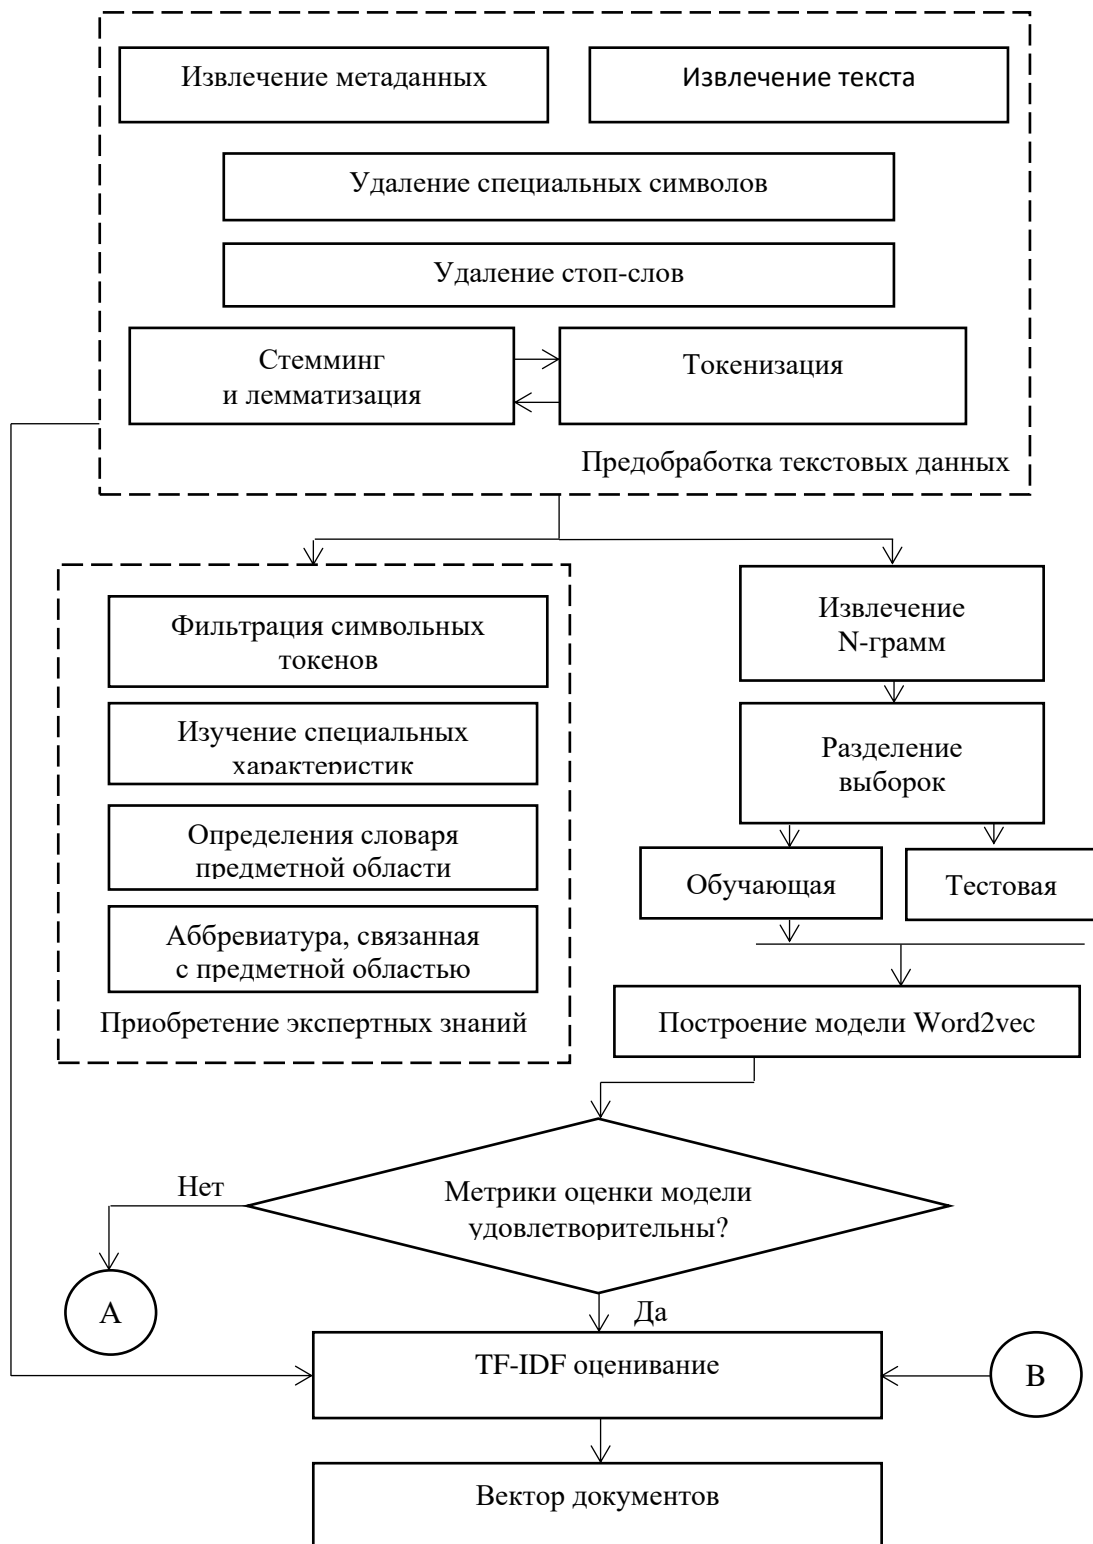 Извлечение метаданных
Извлечение текста
Удаление специальных символов
Удаление стоп-слов
Стемминг
и лемматизация
Токенизация
Предобработка текстовых данных
Фильтрация символьных
токенов
Изучение специальных
характеристик
Определения словаря
предметной области
Аббревиатура, связанная
с предметной областью
Приобретение экспертных знаний
Извлечение
N-грамм
Разделение
выборок
Обучающая
Тестовая
Построение модели Word2vec
Метрики оценки модели
удовлетворительны?
Нет
A
Да
TF-IDF оценивание
B
Вектор документов